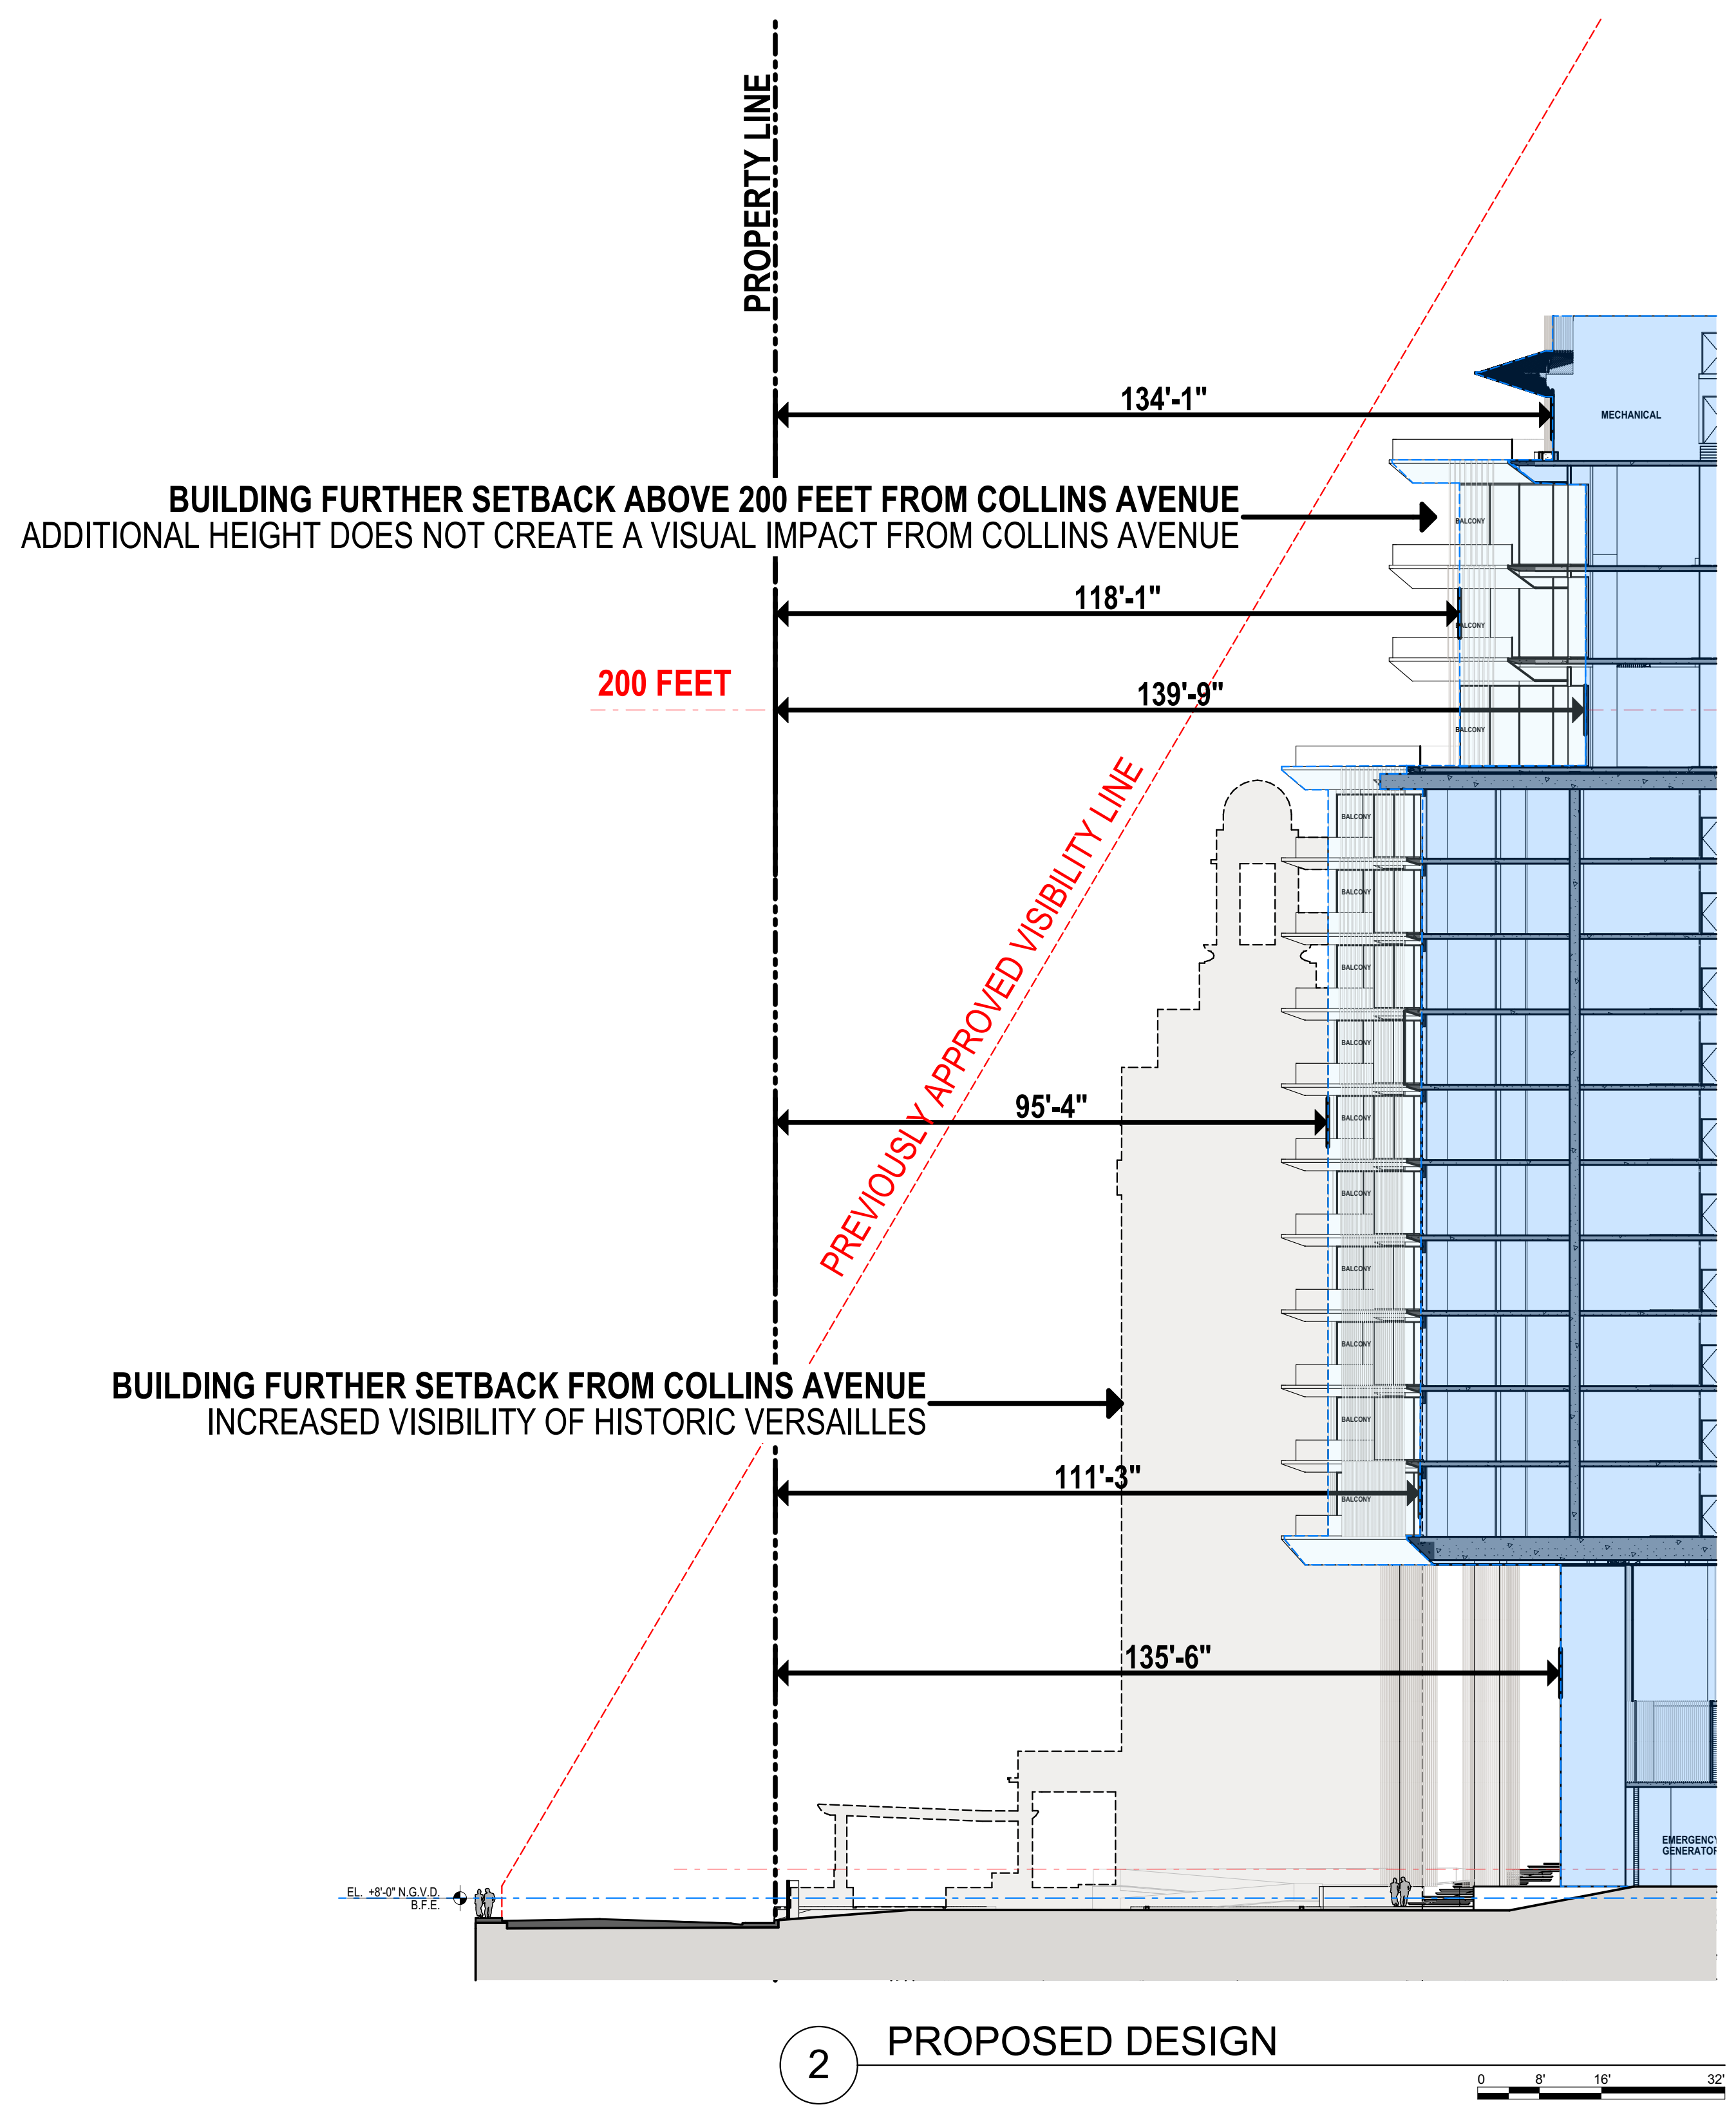 PROPERTY LINE
134'-1"
MECHANICAL
BUILDING FURTHER SETBACK ABOVE 200 FEET FROM COLLINS AVENUE
ADDITIONAL HEIGHT DOES NOT CREATE A VISUAL IMPACT FROM COLLINS AVENUE
BALCONY
118'-1"
BALCONY
200 FEET
139'-9"
BALCONY
PREVIOUSLY APPROVED VISIBILITY LINE
BALCONY
BALCONY
BALCONY
BALCONY
95'-4"
BALCONY
BALCONY
BALCONY
BALCONY
BUILDING FURTHER SETBACK FROM COLLINS AVENUE
INCREASED VISIBILITY OF HISTORIC VERSAILLES
BALCONY
111'-3"
BALCONY
135'-6"
EMERGENCY
GENERATOR
EL. +8'-0" N.G.V.D.
B.F.E.
2
PROPOSED DESIGN
0 8' 16' 32'